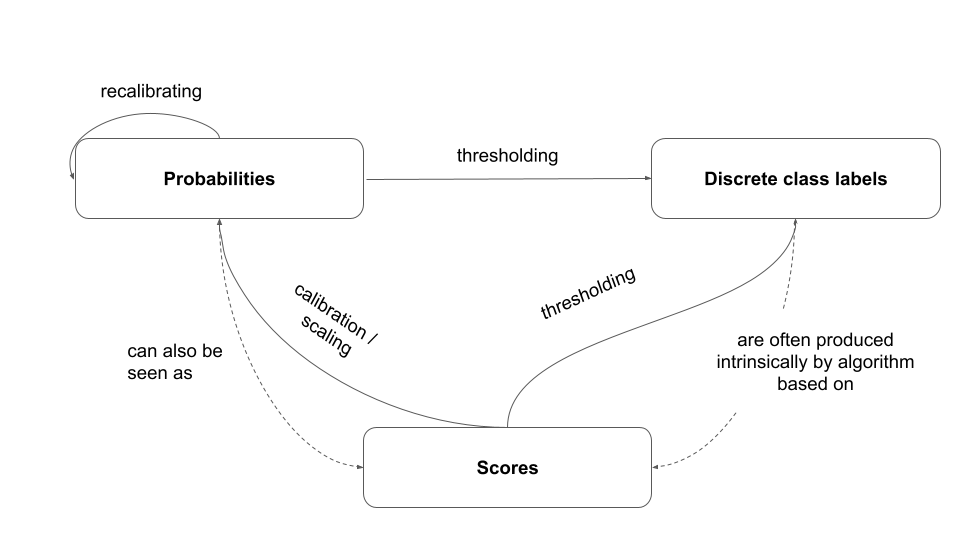 recalibrating
Probabilities
thresholding
Discrete class labels
calibration /
scaling
thresholding
can also be
seen as
are often produced
intrinsically by algorithm
based on
Scores